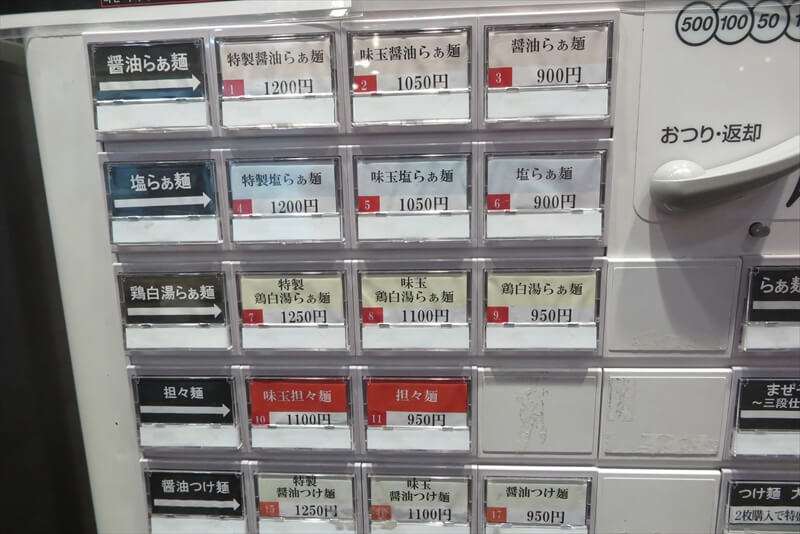 500 100 50
おつり・返却
醤油らぁ麺
特製醤油らぁ麺
1 1200円
味玉醤油らぁ麺
2 1050円
醤油らぁ麺
3 900円
塩らぁ麺
特製塩らぁ麺
4 1200円
味玉塩らぁ麺
5 1050円
塩らぁ麺
6 900円
鶏白湯らぁ麺
特製
鶏白湯らぁ麺
7 1250円
味玉
鶏白湯らぁ麺
8 1100円
鶏白湯らぁ麺
9 950円
らぁ麺
担々麺
味玉担々麺
10 1100円
担々麺
11 950円
まぜそ
～三段仕
醤油つけ麺
特製
醤油つけ麺
15 1250円
味玉
醤油つけ麺
16 1100円
醤油つけ麺
17 950円
つけ麺 大
2枚購入で特価